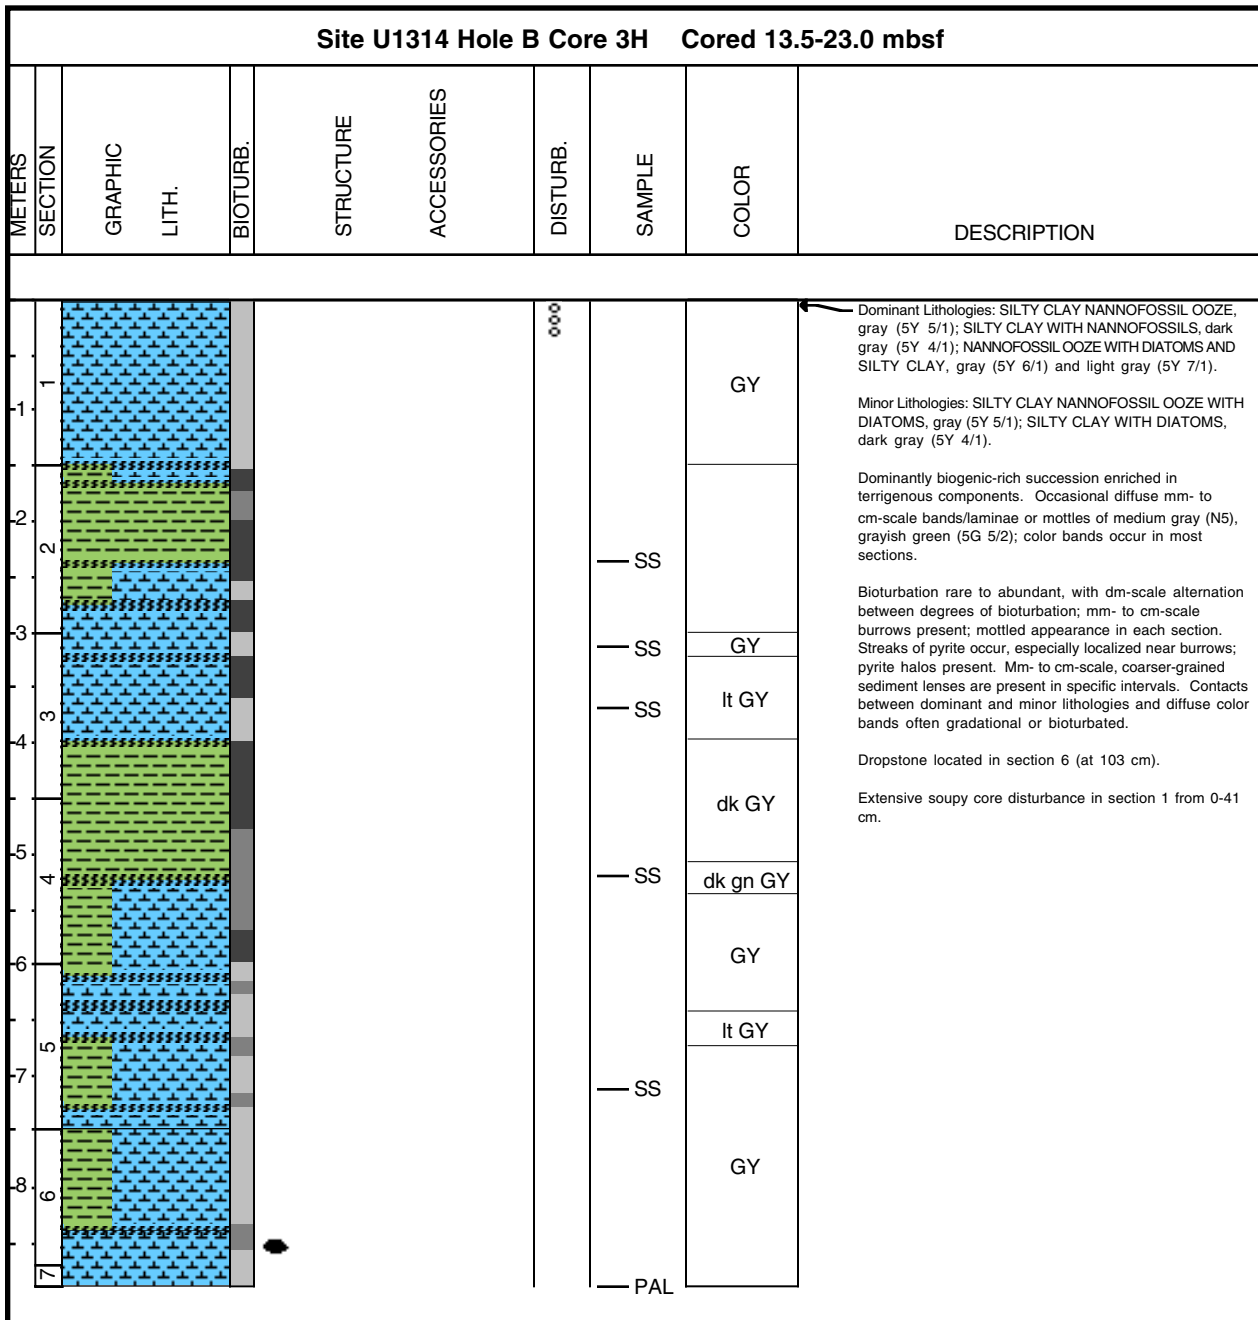 Site U1314 Hole B Core 3H Cored 13.5-23.0 mbsf
METERS
SECTION
GRAPHIC
LITH.
BIOTURB.
STRUCTURE
ACCESSORIES
DISTURB.
SAMPLE
COLOR
DESCRIPTION
1
2
3
4
5
6
7
8
1
2
3
4
5
6
7
SS
SS
SS
SS
SS
PAL
GY
GY
lt GY
dk GY
dk gn GY
GY
lt GY
GY
Dominant Lithologies: SILTY CLAY NANNOFOSSIL OOZE,
gray (5Y 5/1); SILTY CLAY WITH NANNOFOSSILS, dark
gray (5Y 4/1); NANNOFOSSIL OOZE WITH DIATOMS AND
SILTY CLAY, gray (5Y 6/1) and light gray (5Y 7/1).
Minor Lithologies: SILTY CLAY NANNOFOSSIL OOZE WITH
DIATOMS, gray (5Y 5/1); SILTY CLAY WITH DIATOMS,
dark gray (5Y 4/1).
Dominantly biogenic-rich succession enriched in
terrigenous components. Occasional diffuse mm- to
cm-scale bands/laminae or mottles of medium gray (N5),
grayish green (5G 5/2); color bands occur in most
sections.
Bioturbation rare to abundant, with dm-scale alternation
between degrees of bioturbation; mm- to cm-scale
burrows present; mottled appearance in each section.
Streaks of pyrite occur, especially localized near burrows;
pyrite halos present. Mm- to cm-scale, coarser-grained
sediment lenses are present in specific intervals. Contacts
between dominant and minor lithologies and diffuse color
bands often gradational or bioturbated.
Dropstone located in section 6 (at 103 cm).
Extensive soupy core disturbance in section 1 from 0-41
cm.